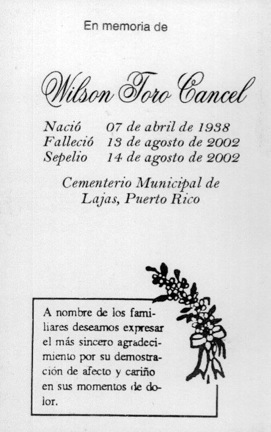 En memoria de
Wilson Toro Cancel
Nació 07 de abril de 1938
Falleció 13 de agosto de 2002
Sepelio 14 de agosto de 2002
Cementerio Municipal de
Lajas, Puerto Rico
A nombre de los fami-
liares deseamos expresar
el más sincero agradeci-
miento por su demostra-
ción de afecto y cariño
en sus momentos de do-
lor.